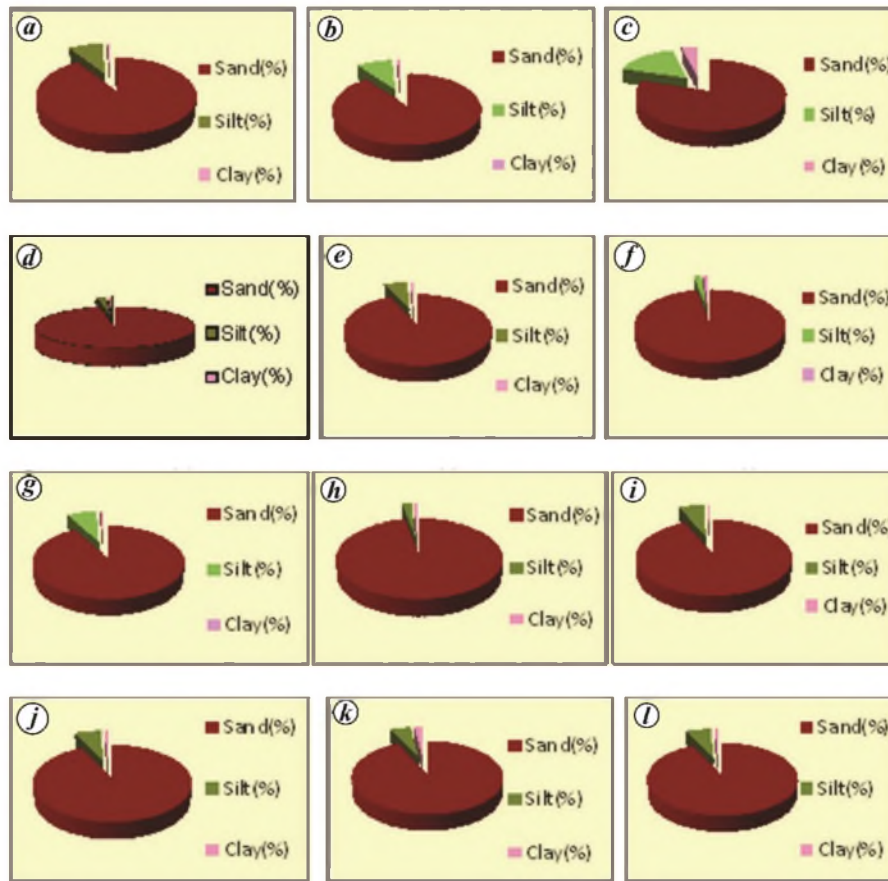 a
Sand(%)
Silt(%)
Clay(%)
b
Sand(%)
Silt(%)
Clay(%)
c
Sand(%)
Silt(%)
Clay(%)
d
Sand(%)
Silt(%)
Clay(%)
e
Sand(%)
Silt(%)
Clay(%)
f
Sand(%)
Silt(%)
Clay(%)
g
Sand(%)
Silt(%)
Clay(%)
h
Sand(%)
Silt(%)
Clay(%)
i
Sand(%
Silt(%)
Clay(%)
j
Sand(%)
Silt(%)
Clay(%)
k
Sand(%)
Silt(%)
Clay(%)
l
Sand(%)
Silt(%)
Clay(%)